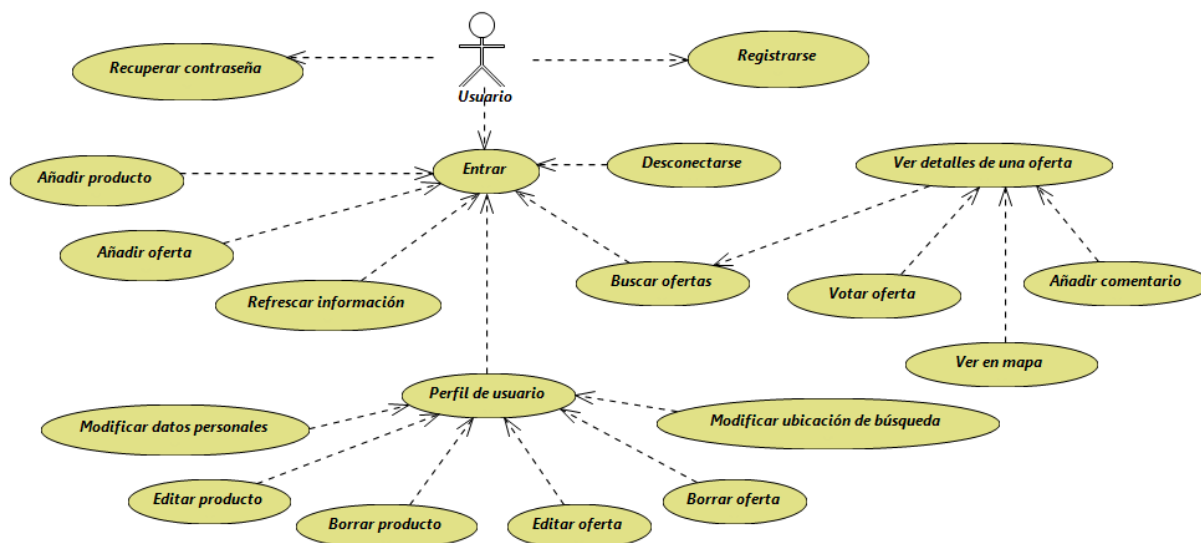 Recuperar contraseña
Registrarse
Usuario
Entrar
Desconectarse
Ver detalles de una oferta
Añadir producto
Añadir oferta
Refrescar información
Buscar ofertas
Votar oferta
Añadir comentario
Ver en mapa
Perfil de usuario
Modificar datos personales
Modificar ubicación de búsqueda
Editar producto
Borrar producto
Editar oferta
Borrar oferta